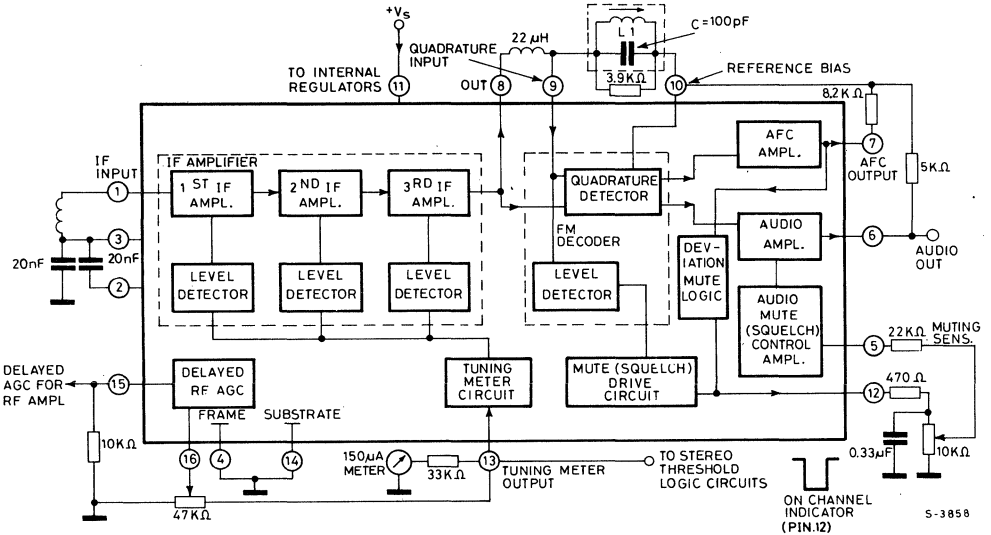 +Vs
TO INTERNAL
REGULATORS
11
22 µH
QUADRATURE
INPUT
OUT
8
9
L 1
C = 100pF
3.9KΩ
10
REFERENCE BIAS
8.2KΩ
7
AFC
OUTPUT
5KΩ
IF
INPUT
1
3
2
20nF
20nF
IF AMPLIFIER
1ST IF
AMPL.
2ND IF
AMPL.
3RD IF
AMPL.
LEVEL
DETECTOR
LEVEL
DETECTOR
LEVEL
DETECTOR
QUADRATURE
DETECTOR
FM
DECODER
LEVEL
DETECTOR
AFC
AMPL.
AUDIO
AMPL.
6
AUDIO
OUT
DEV-
IATION
MUTE
LOGIC
AUDIO
MUTE
(SQUELCH)
CONTROL
AMPL.
5
22KΩ
MUTING
SENS.
DELAYED
AGC FOR
RF AMPL
15
DELAYED
RF AGC
FRAME
SUBSTRATE
TUNING
METER
CIRCUIT
MUTE (SQUELCH)
DRIVE
CIRCUIT
12
470 Ω
0.33µF
10KΩ
10KΩ
16
4
14
47KΩ
150µA
METER
33KΩ
13
TUNING METER
OUTPUT
TO STEREO
THRESHOLD
LOGIC CIRCUITS
ON CHANNEL
INDICATOR
(PIN.12)
S-3858